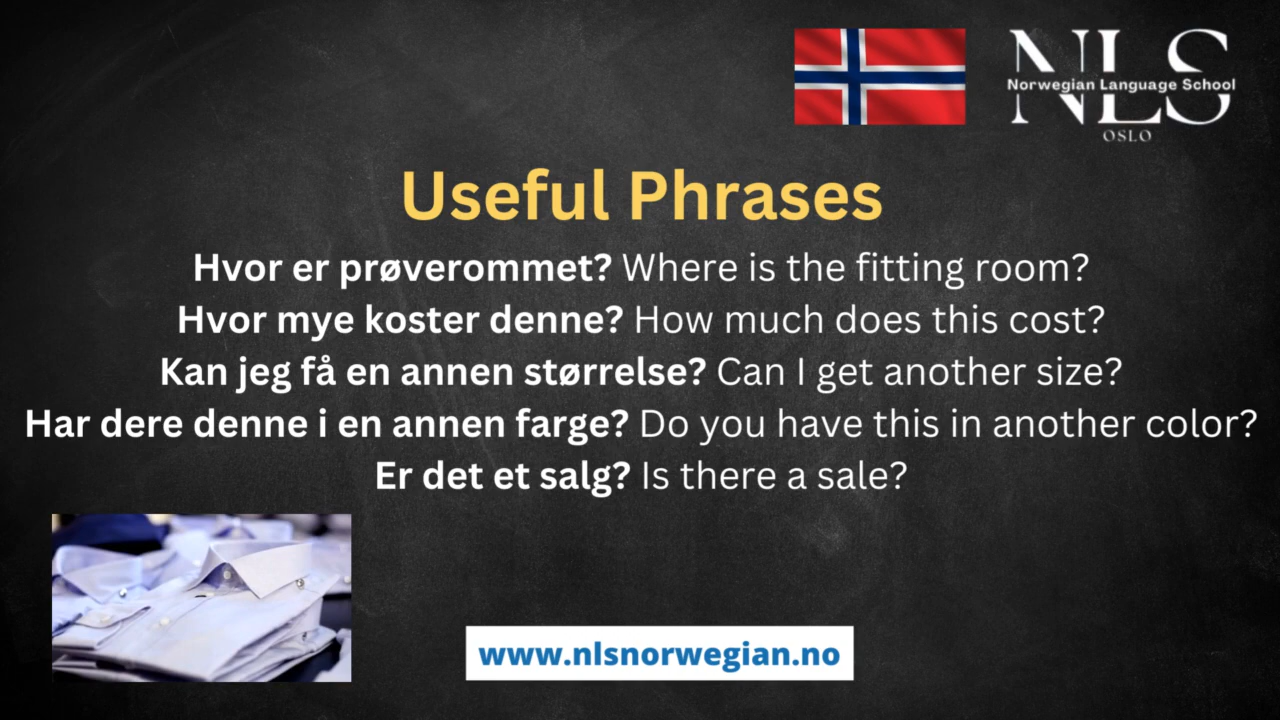 NLS
Norwegian Language School
OSLO
Useful Phrases
Hvor er prøverommet? Where is the fitting room?
Hvor mye koster denne? How much does this cost?
Kan jeg få en annen størrelse? Can I get another size?
Har dere denne i en annen farge? Do you have this in another color?
Er det et salg? Is there a sale?
www.nlsnorwegian.no